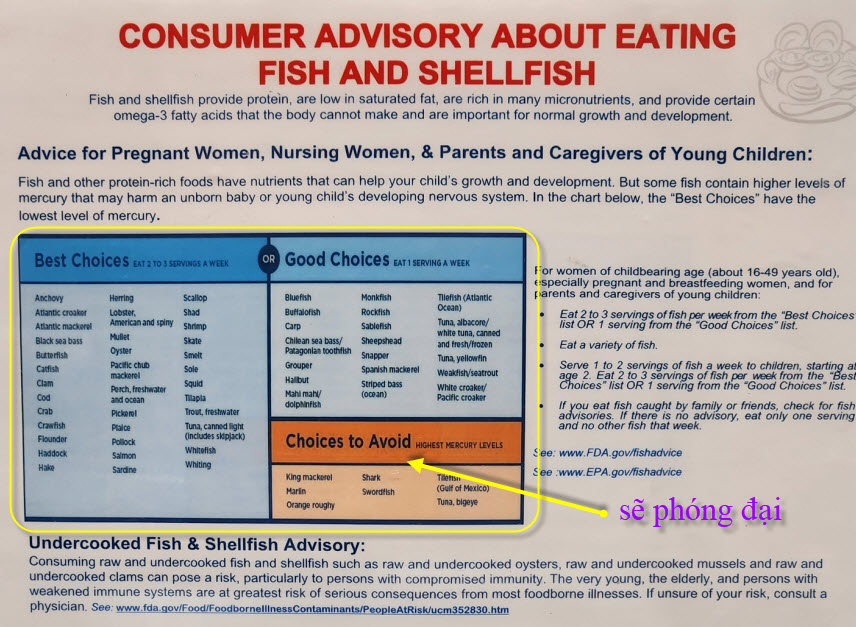 CONSUMER ADVISORY ABOUT EATING
FISH AND SHELLFISH
Fish and shellfish provide protein, are low in saturated fat, are rich in many micronutrients, and provide certain
omega-3 fatty acids that the body cannot make and are important for normal growth and development.
Advice for Pregnant Women, Nursing Women, & Parents and Caregivers of Young Children:
Fish and other protein-rich foods have nutrients that can help your child's growth and development. But some fish contain higher levels of
mercury that may harm an unborn baby or young child's developing nervous system. In the chart below, the “Best Choices” have the
lowest level of mercury.
Best Choices EAT 2 TO 3 SERVINGS A WEEK
Anchovy
Atlantic croaker
Atlantic mackerel
Black sea bass
Butterfish
Catfish
Clam
Cod
Crab
Crawfish
Flounder
Haddock
Hake
Herring
Lobster,
American and spiny
Mullet
Oyster
Pacific chub
mackerel
Perch, freshwater
and ocean
Pickerel
Plaice
Pollock
Salmon
Sardine
Scallop
Shad
Shrimp
Skate
Smelt
Sole
Squid
Tilapia
Trout, freshwater
Tuna, canned light
(includes skipjack)
Whitefish
Whiting
OR
Good Choices EAT 1 SERVING A WEEK
Bluefish
Buffalofish
Carp
Chilean sea bass/
Patagonian toothfish
Grouper
Halibut
Mahi mahi/
dolphinfish
Monkfish
Rockfish
Sablefish
Sheepshead
Snapper
Spanish mackerel
Striped bass
(ocean)
Tilefish (Atlantic
Ocean)
Tuna, albacore/
white tuna, canned
and fresh/frozen
Tuna, yellowfin
Weakfish/seatrout
White croaker/
Pacific croaker
Choices to Avoid HIGHEST MERCURY LEVELS
King mackerel
Marlin
Orange roughy
Shark
Swordfish
Tilefish
(Gulf of Mexico)
Tuna, bigeye
For women of childbearing age (about 16-49 years old),
especially pregnant and breastfeeding women, and for
parents and caregivers of young children:
• Eat 2 to 3 servings of fish per week from the “Best Choices”
list OR 1 serving from the “Good Choices” list.
• Eat a variety of fish.
• Serve 1 to 2 servings of fish a week to children, starting at
age 2. Eat 2 to 3 servings of fish per week from the “Best
Choices” list OR 1 serving from the “Good Choices” list.
• If you eat fish caught by family or friends, check for fish
advisories. If there is no advisory, eat only one serving
and no other fish that week.
See: www.FDA.gov/fishadvice
See :www.EPA.gov/fishadvice
sẽ phóng đại
Undercooked Fish & Shellfish Advisory:
Consuming raw and undercooked fish and shellfish such as raw and undercooked oysters, raw and undercooked mussels and raw and
undercooked clams can pose a risk, particularly to persons with compromised immunity. The very young, the elderly, and persons with
weakened immune systems are at greatest risk of serious consequences from most foodborne illnesses. If unsure of your risk, consult a
physician. See: www.fda.gov/Food/FoodborneIllnessContaminants/PeopleAtRisk/ucm352830.htm